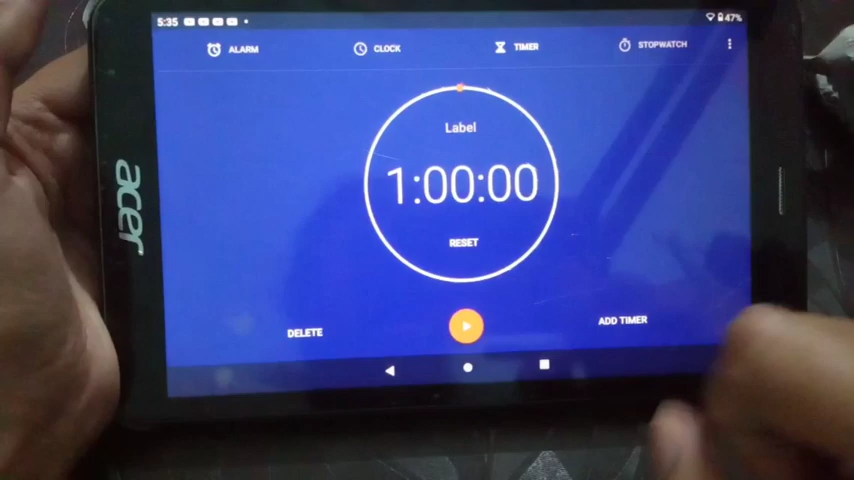 5:35
47%
ALARM
CLOCK
TIMER
STOPWATCH
Label
1:00:00
RESET
DELETE
ADD TIMER
acer